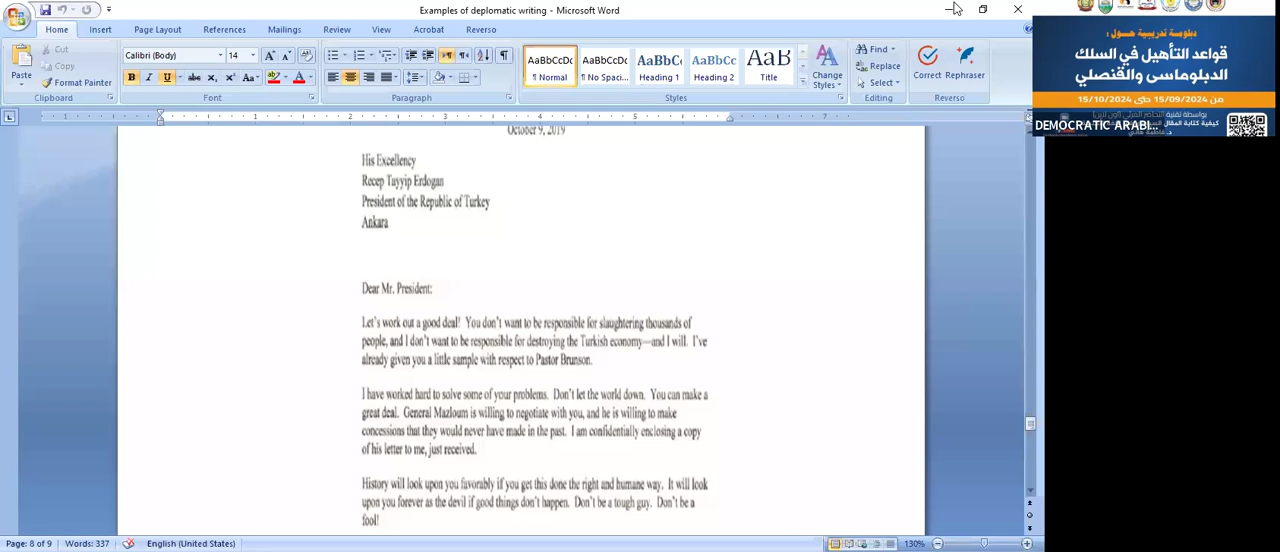 Examples of deplomatic writing - Microsoft Word
Home Insert Page Layout References Mailings Review View Acrobat Reverso
Cut
Copy
Format Painter
Paste
Clipboard
Calibri (Body) 14
Font
Paragraph
AaBbCcDc AaBbCcDc AaBbC AaBbCc AaB
¶ Normal ¶ No Spaci... Heading 1 Heading 2 Title
Change
Styles
Styles
Find
Replace
Select
Editing
Correct Rephraser
Reverso
دبلومسة تدريبية حـــول :
قواعد التأهيل في السلك
الدبلوماسي والقنصلي
من 15/09/2024 حتى 15/10/2024
DEMOCRATIC ARABI...
October 9, 2019
His Excellency
Recep Tayyip Erdogan
President of the Republic of Turkey
Ankara
Dear Mr. President:
Let's work out a good deal! You don't want to be responsible for slaughtering thousands of
people, and I don't want to be responsible for destroying the Turkish economy—and I will. I've
already given you a little sample with respect to Pastor Brunson.
I have worked hard to solve some of your problems. Don't let the world down. You can make a
great deal. General Mazloum is willing to negotiate with you, and he is willing to make
concessions that they would never have made in the past. I am confidentially enclosing a copy
of his letter to me, just received.
History will look upon you favorably if you get this done the right and humane way. It will look
upon you forever as the devil if good things don't happen. Don't be a tough guy. Don't be a
fool!
Page: 8 of 9 Words: 337 English (United States) 130%